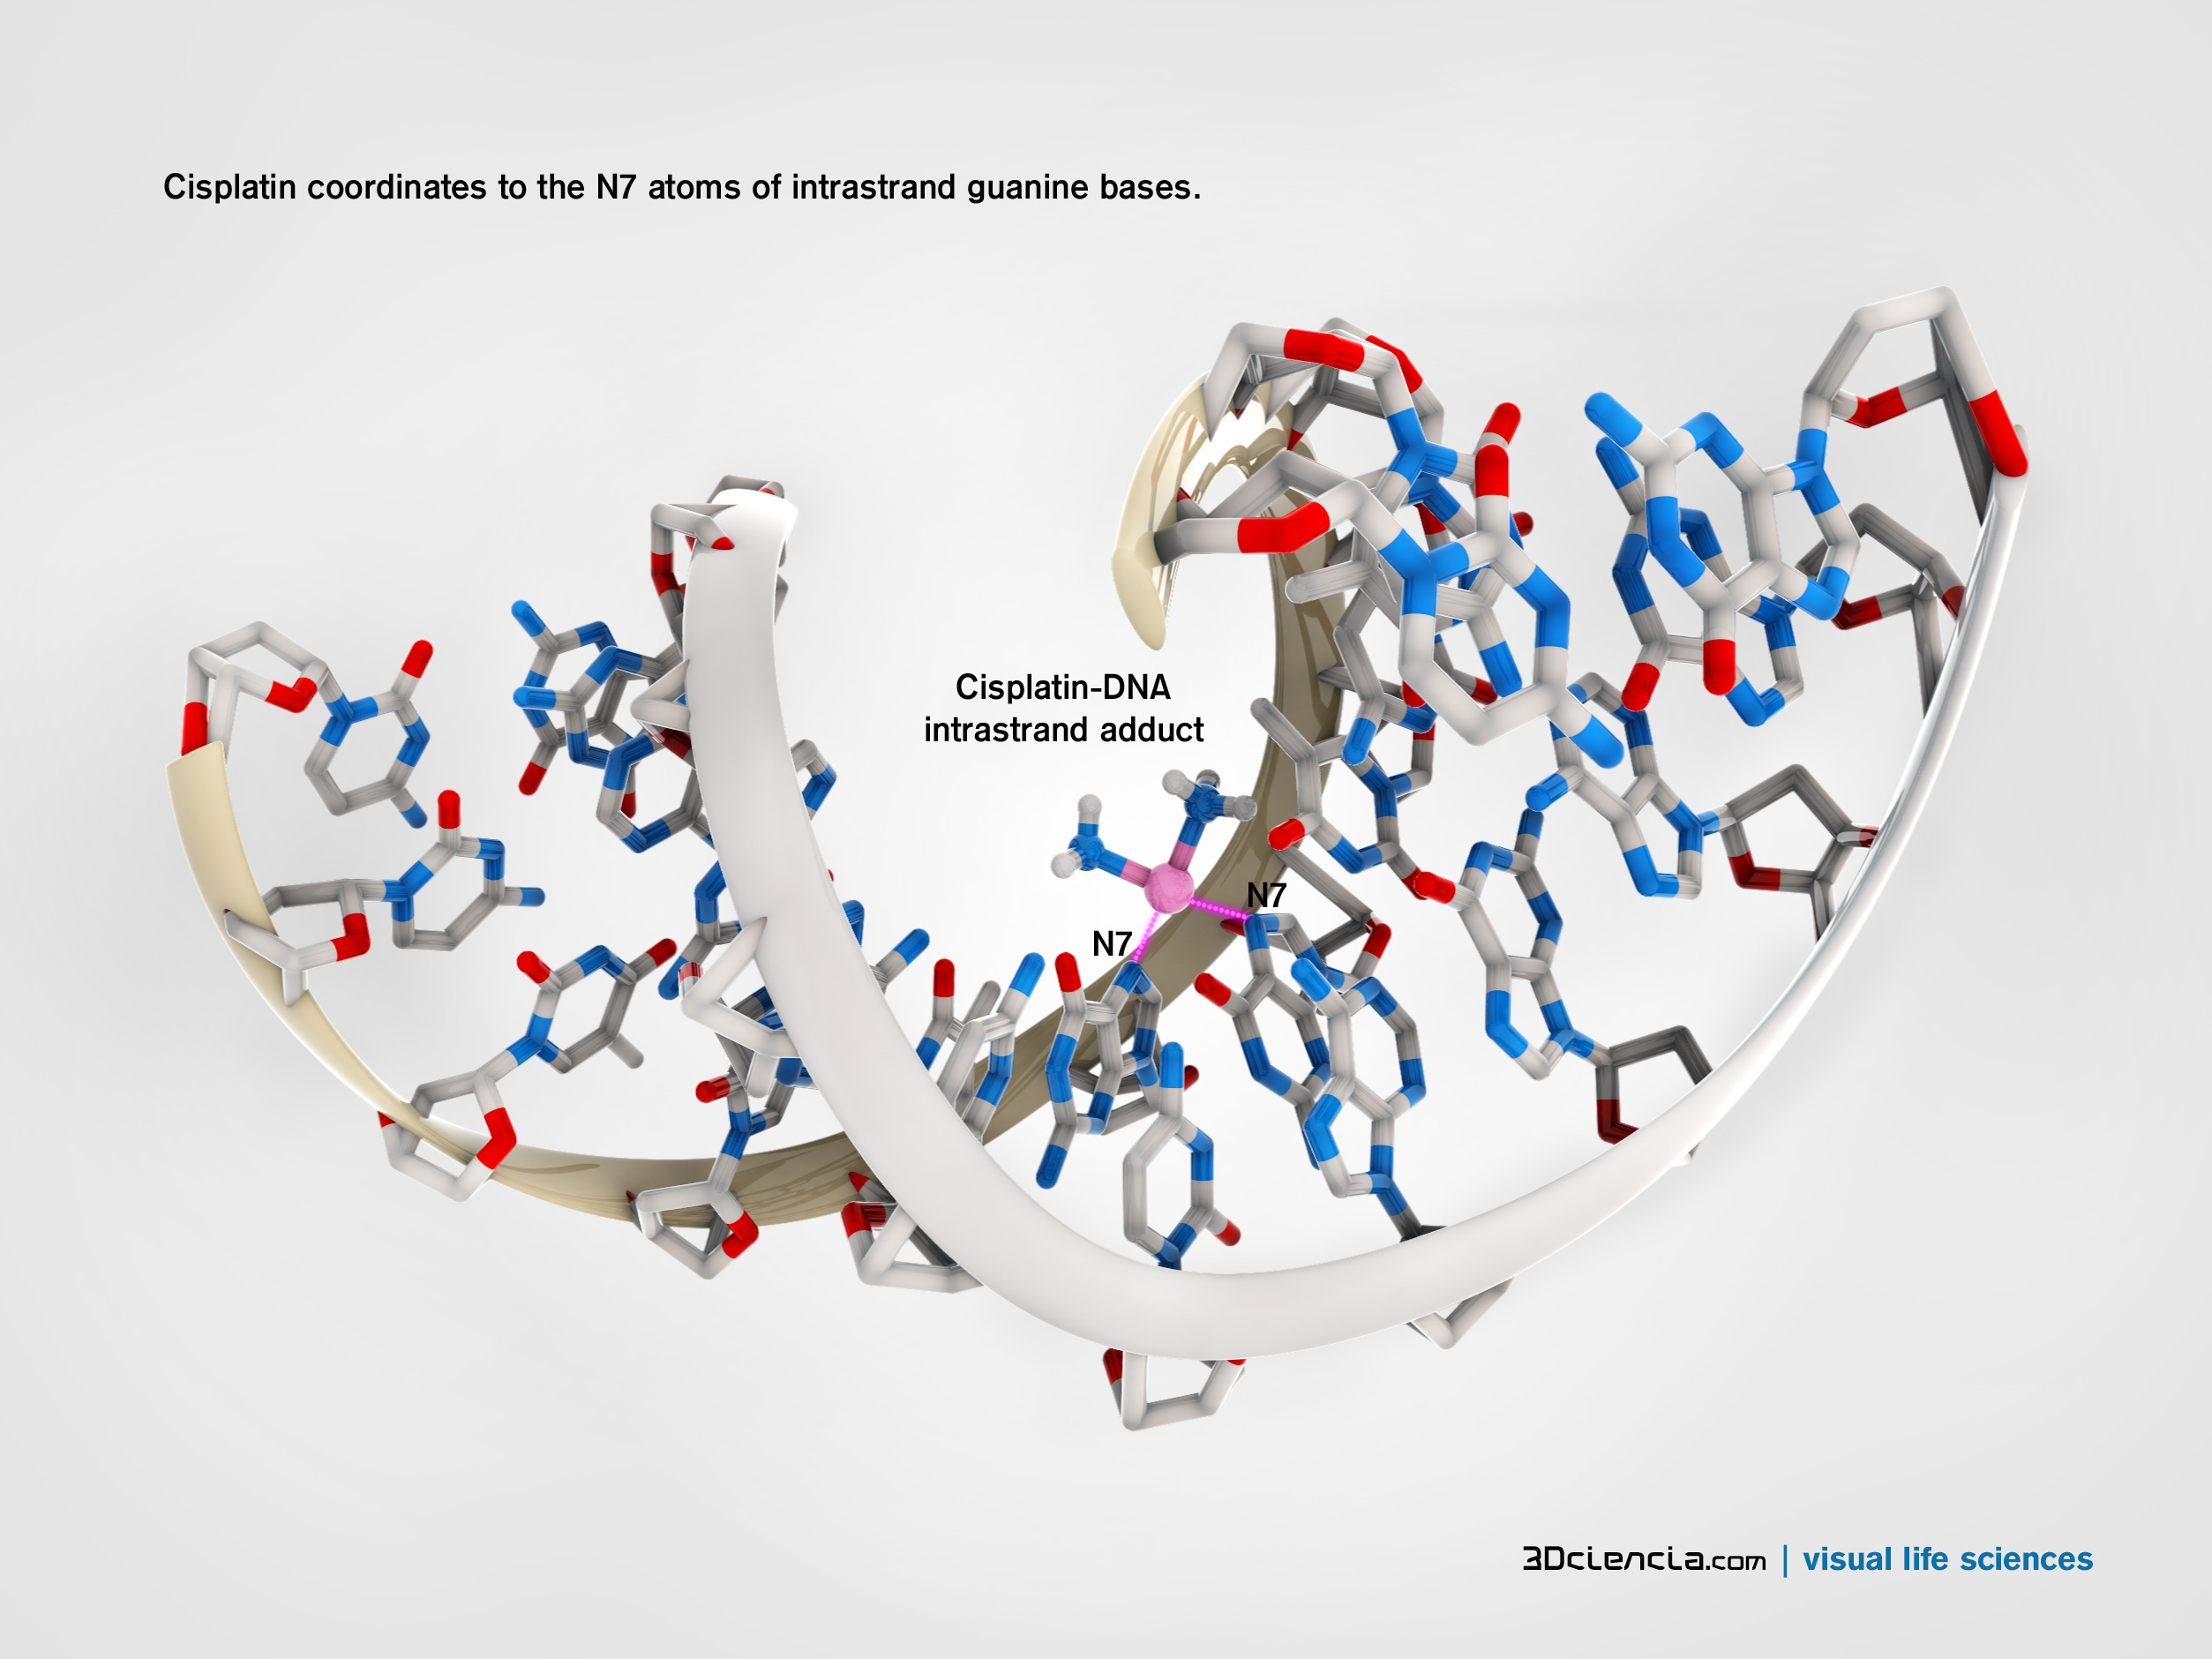 Cisplatin coordinates to the N7 atoms of intrastrand guanine bases.
Cisplatin-DNA
intrastrand adduct
N7
N7
3Dciencia.com | visual life sciences